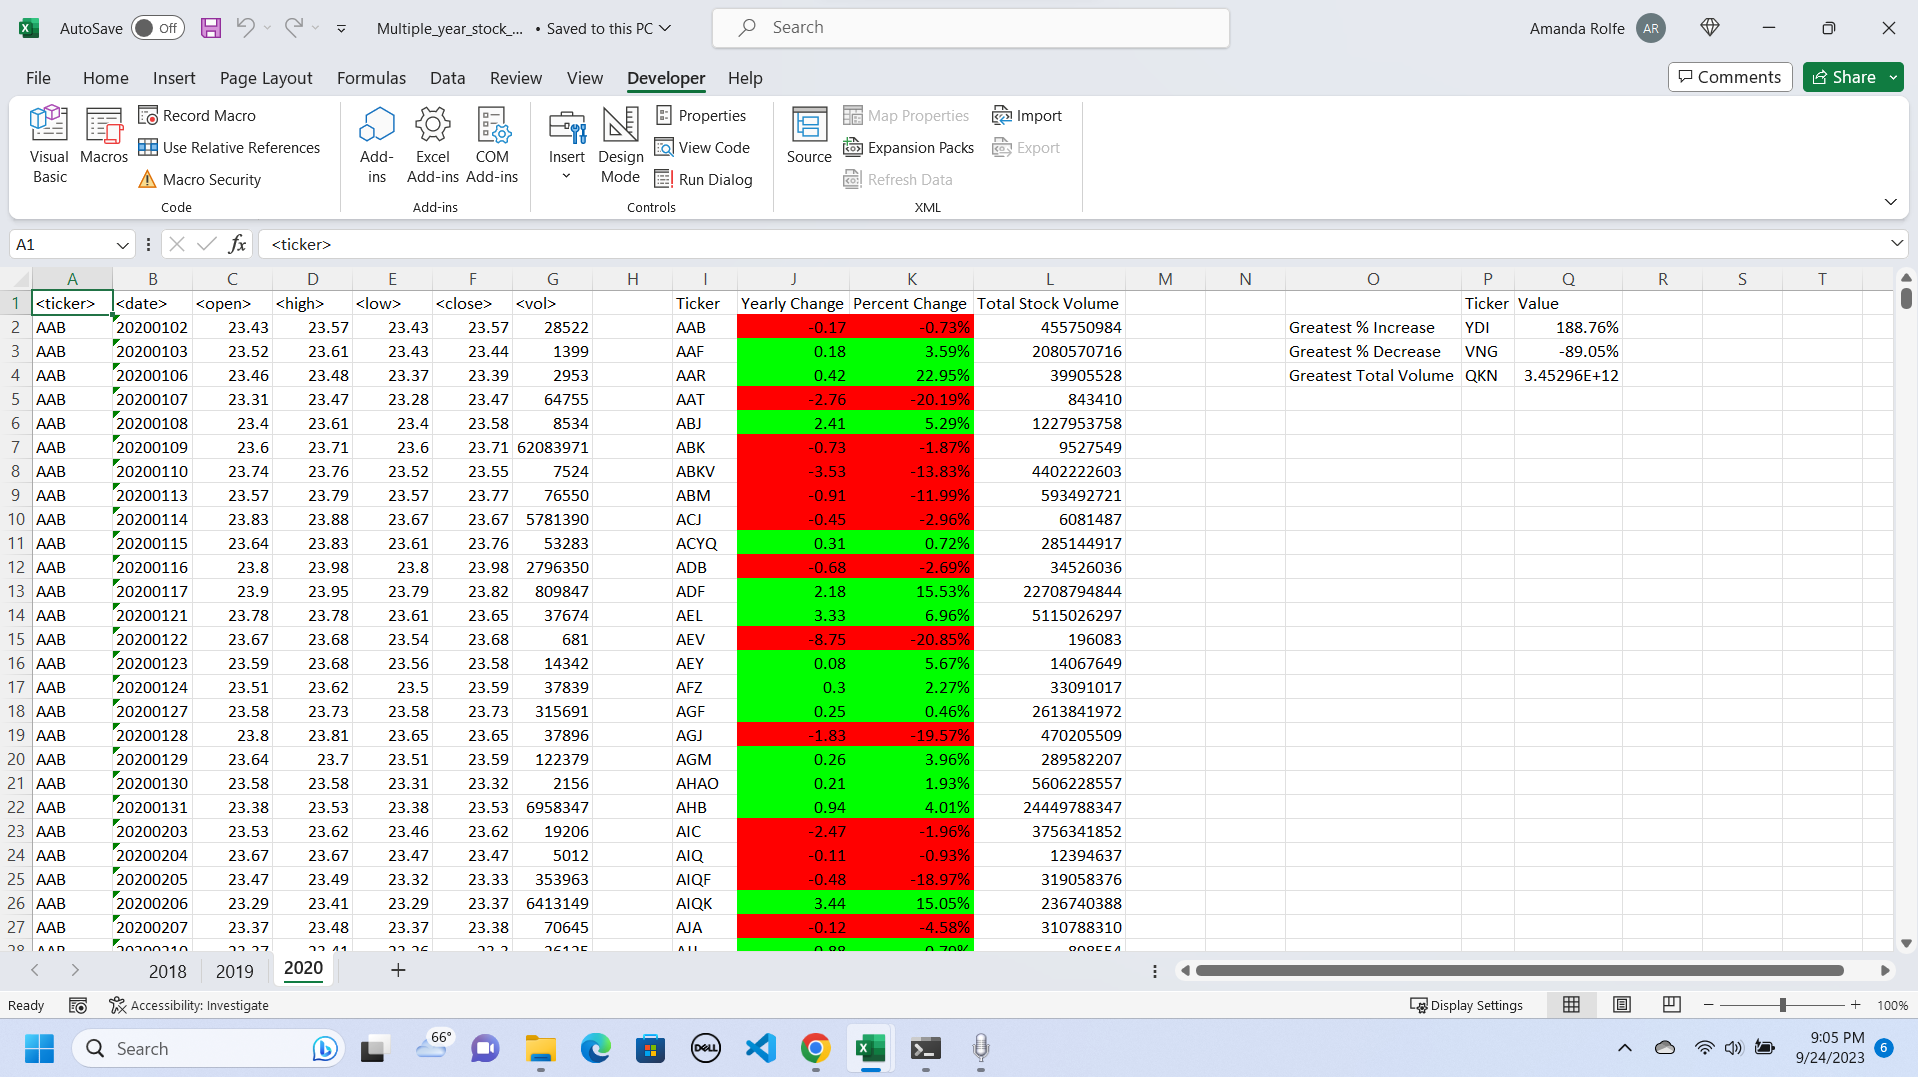 AutoSave Off Multiple_year_stock_... • Saved to this PC Search Amanda Rolfe AR
File Home Insert Page Layout Formulas Data Review View Developer Help Comments Share
Visual Basic
Macros
Record Macro
Use Relative References
Macro Security
Code
Add-ins
Excel Add-ins
COM Add-ins
Add-ins
Insert
Design Mode
Properties
View Code
Run Dialog
Controls
Source
Map Properties
Expansion Packs
Refresh Data
Import
Export
XML
A1 fx <ticker>
A B C D E F G H I J K L M N O P Q R S T
1 <ticker> <date> <open> <high> <low> <close> <vol> Ticker Yearly Change Percent Change Total Stock Volume Ticker Value
2 AAB 20200102 23.43 23.57 23.43 23.57 28522 AAB -0.17 -0.73% 455750984 Greatest % Increase YDI 188.76%
3 AAB 20200103 23.52 23.61 23.43 23.44 1399 AAF 0.18 3.59% 2080570716 Greatest % Decrease VNG -89.05%
4 AAB 20200106 23.46 23.48 23.37 23.39 2953 AAR 0.42 22.95% 39905528 Greatest Total Volume QKN 3.45296E+12
5 AAB 20200107 23.31 23.47 23.28 23.47 64755 AAT -2.76 -20.19% 843410
6 AAB 20200108 23.4 23.61 23.4 23.58 8534 ABJ 2.41 5.29% 1227953758
7 AAB 20200109 23.6 23.71 23.6 23.71 62083971 ABK -0.73 -1.87% 9527549
8 AAB 20200110 23.74 23.76 23.52 23.55 7524 ABKV -3.53 -13.83% 4402222603
9 AAB 20200113 23.57 23.79 23.57 23.77 76550 ABM -0.91 -11.99% 593492721
10 AAB 20200114 23.83 23.88 23.67 23.67 5781390 ACJ -0.45 -2.96% 6081487
11 AAB 20200115 23.64 23.83 23.61 23.76 53283 ACYQ 0.31 0.72% 285144917
12 AAB 20200116 23.8 23.98 23.8 23.98 2796350 ADB -0.68 -2.69% 34526036
13 AAB 20200117 23.9 23.95 23.79 23.82 809847 ADF 2.18 15.53% 22708794844
14 AAB 20200121 23.78 23.78 23.61 23.65 37674 AEL 3.33 6.96% 5115026297
15 AAB 20200122 23.67 23.68 23.54 23.68 681 AEV -8.75 -20.85% 196083
16 AAB 20200123 23.59 23.68 23.56 23.58 14342 AEY 0.08 5.67% 14067649
17 AAB 20200124 23.51 23.62 23.5 23.59 37839 AFZ 0.3 2.27% 33091017
18 AAB 20200127 23.58 23.73 23.58 23.73 315691 AGF 0.25 0.46% 2613841972
19 AAB 20200128 23.8 23.81 23.65 23.65 37896 AGJ -1.83 -19.57% 470205509
20 AAB 20200129 23.64 23.7 23.51 23.59 122379 AGM 0.26 3.96% 289582207
21 AAB 20200130 23.58 23.58 23.31 23.32 2156 AHAO 0.21 1.93% 5606228557
22 AAB 20200131 23.38 23.53 23.38 23.53 6958347 AHB 0.94 4.01% 24449788347
23 AAB 20200203 23.53 23.62 23.46 23.62 19206 AIC -2.47 -1.96% 3756341852
24 AAB 20200204 23.67 23.67 23.47 23.47 5012 AIQ -0.11 -0.93% 12394637
25 AAB 20200205 23.47 23.49 23.32 23.33 353963 AIQF -0.48 -18.97% 319058376
26 AAB 20200206 23.29 23.41 23.29 23.37 6413149 AIQK 3.44 15.05% 236740388
27 AAB 20200207 23.37 23.48 23.37 23.38 70645 AJA -0.12 -4.58% 310788310
2018 2019 2020
Ready Accessibility: Investigate Display Settings 100%
Search 66° DELL 9:05 PM 6
9/24/2023